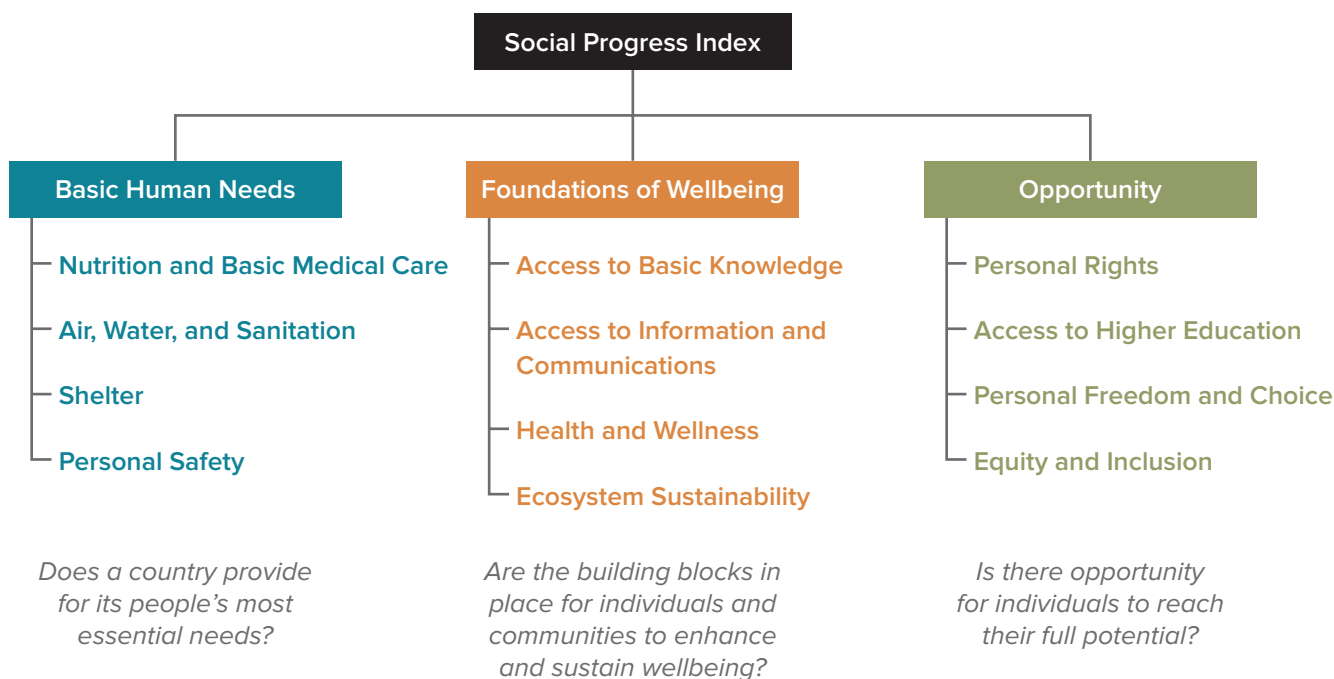 Social Progress Index
Basic Human Needs
Nutrition and Basic Medical Care
Air, Water, and Sanitation
Shelter
Personal Safety
Does a country provide
for its people’s most
essential needs?
Foundations of Wellbeing
Access to Basic Knowledge
Access to Information and
Communications
Health and Wellness
Ecosystem Sustainability
Are the building blocks in
place for individuals and
communities to enhance
and sustain wellbeing?
Opportunity
Personal Rights
Access to Higher Education
Personal Freedom and Choice
Equity and Inclusion
Is there opportunity
for individuals to reach
their full potential?